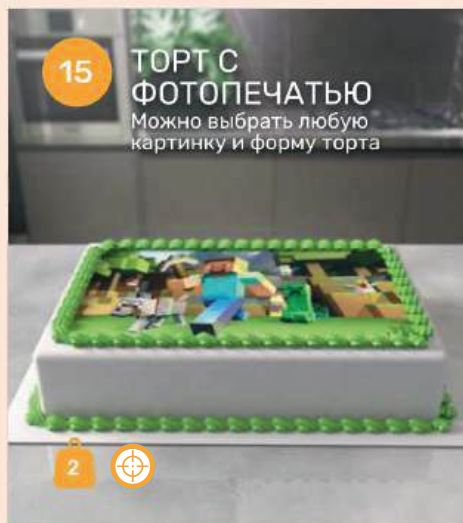 15
ТОРТ С
ФОТОПЕЧАТЬЮ
Можно выбрать любую
картинку и форму торта
2